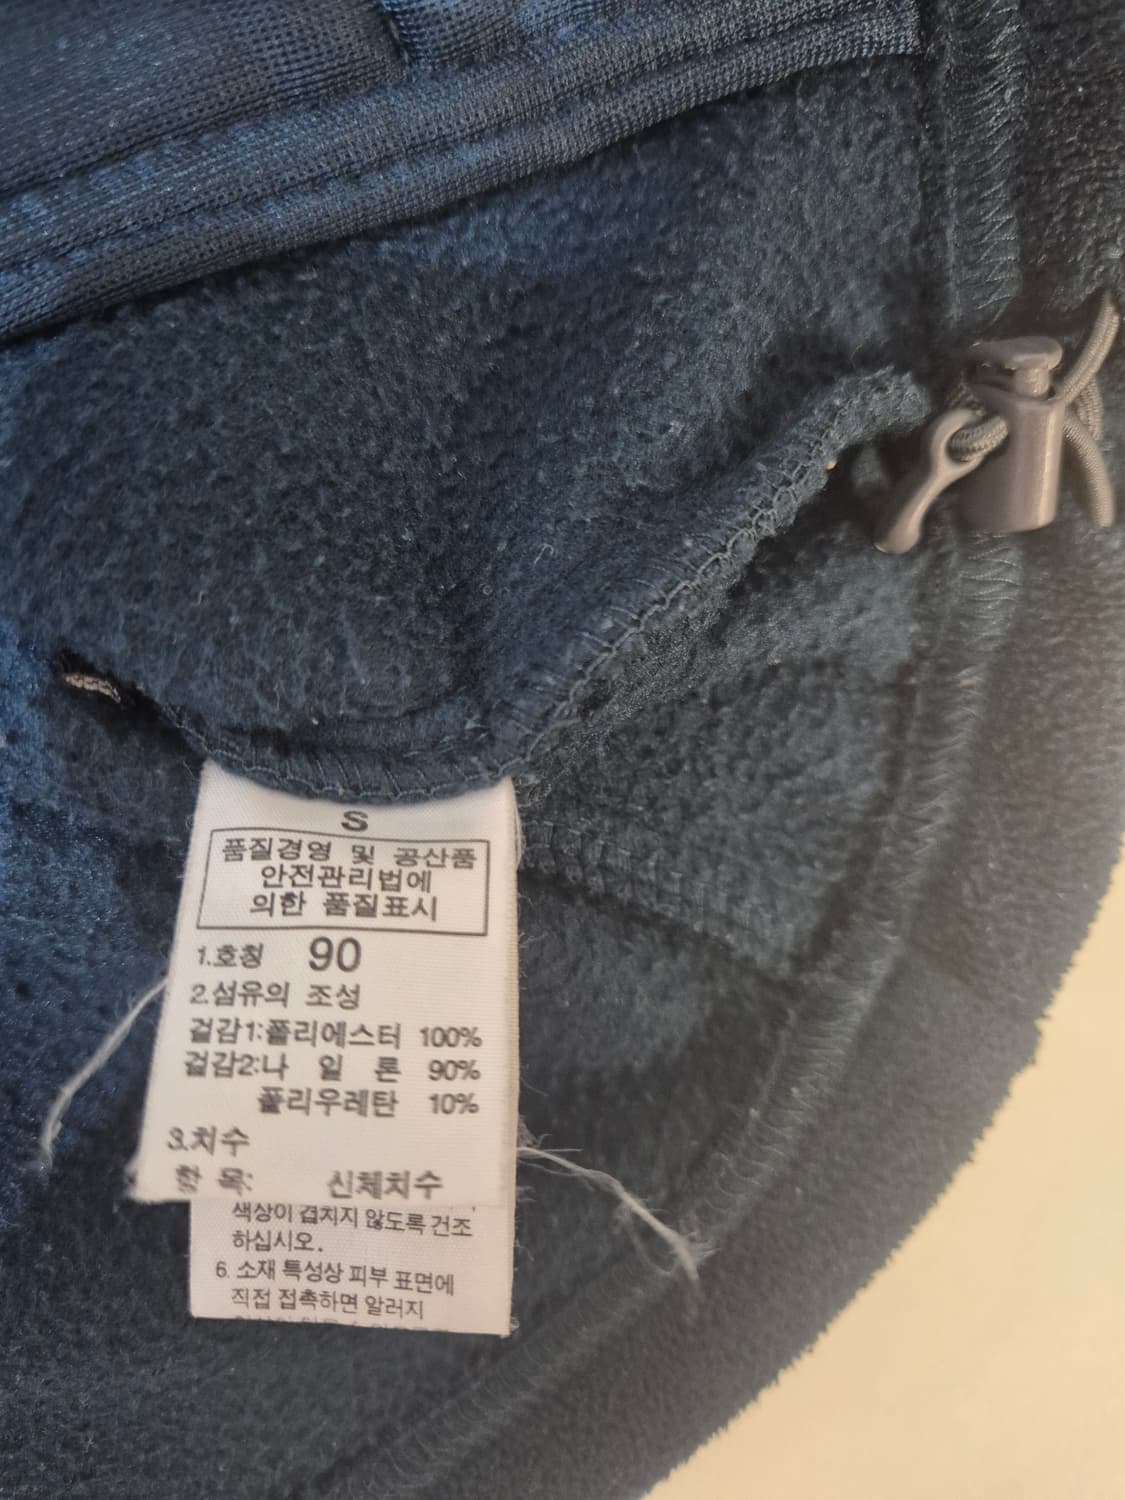 S
품질경영 및 공산품
안전관리법에
의한 품질표시
1.호칭 90
2.섬유의 조성
겉감1:폴리에스터 100%
겉감2:나 일 론 90%
폴리우레탄 10%
3.치수
항 목: 신체치수
색상이 겹치지 않도록 건조
하십시오.
6. 소재 특성상 피부 표면에
직접 접촉하면 알러지